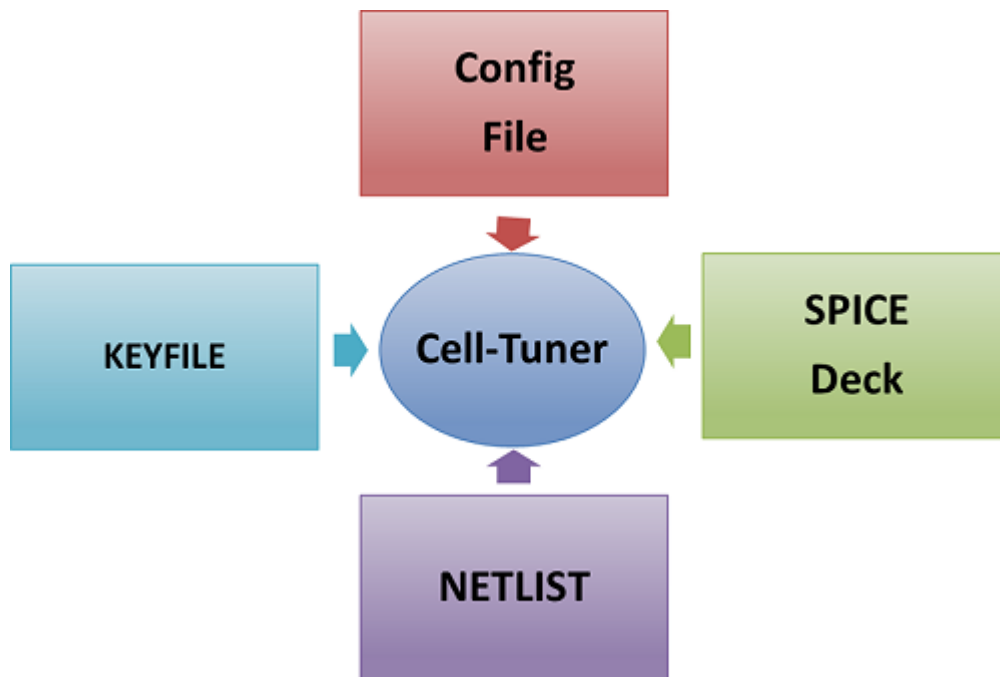 Config
File
KEYFILE
Cell-Tuner
SPICE
Deck
NETLIST